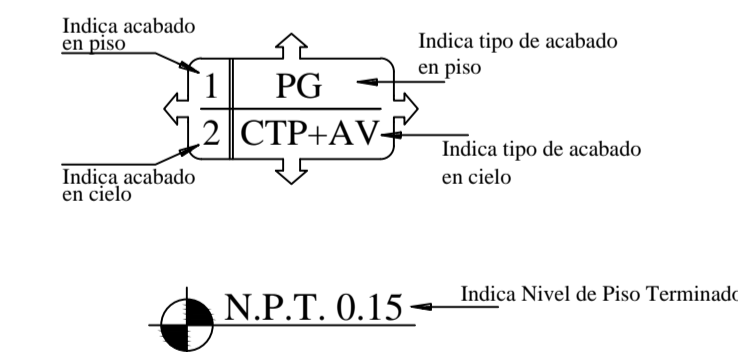 Indica acabado
en piso
Indica tipo de acabado
en piso
1 PG
2 CTP+AV
Indica tipo de acabado
en cielo
Indica acabado
en cielo
N.P.T. 0.15
Indica Nivel de Piso Terminado